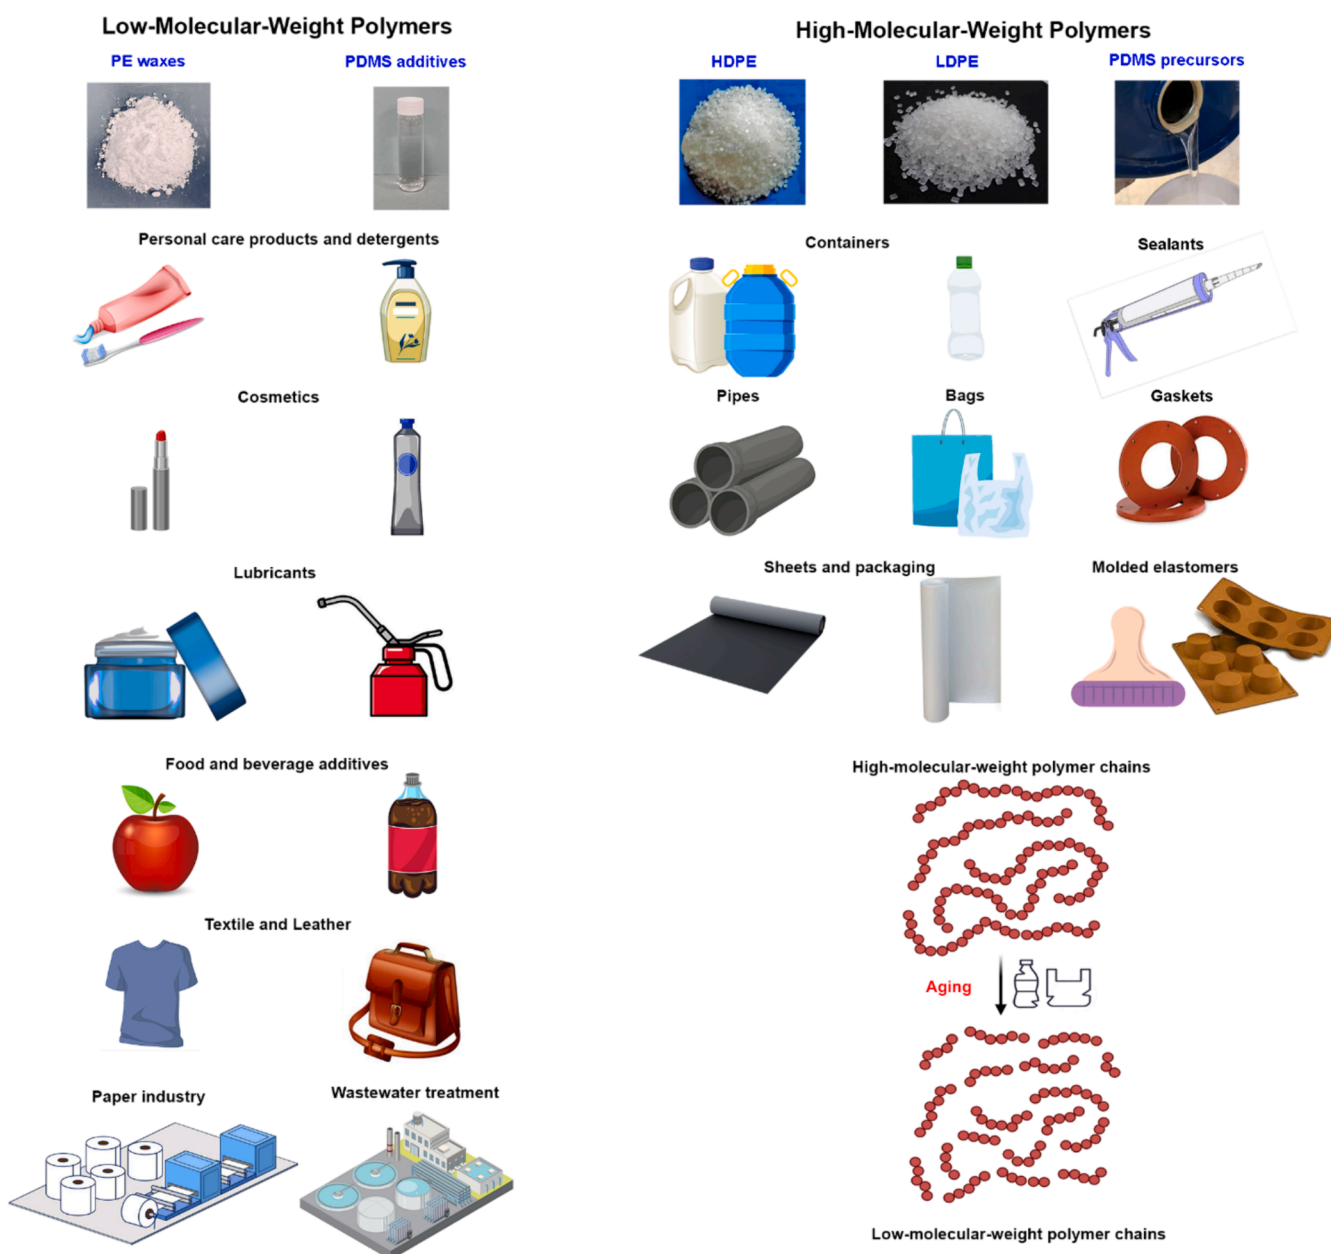 Low-Molecular-Weight Polymers
PE waxes
PDMS additives
Personal care products and detergents
Cosmetics
Lubricants
Food and beverage additives
Textile and Leather
Paper industry
Wastewater treatment
High-Molecular-Weight Polymers
HDPE
LDPE
PDMS precursors
Containers
Sealants
Pipes
Bags
Gaskets
Sheets and packaging
Molded elastomers
High-molecular-weight polymer chains
Aging
Low-molecular-weight polymer chains